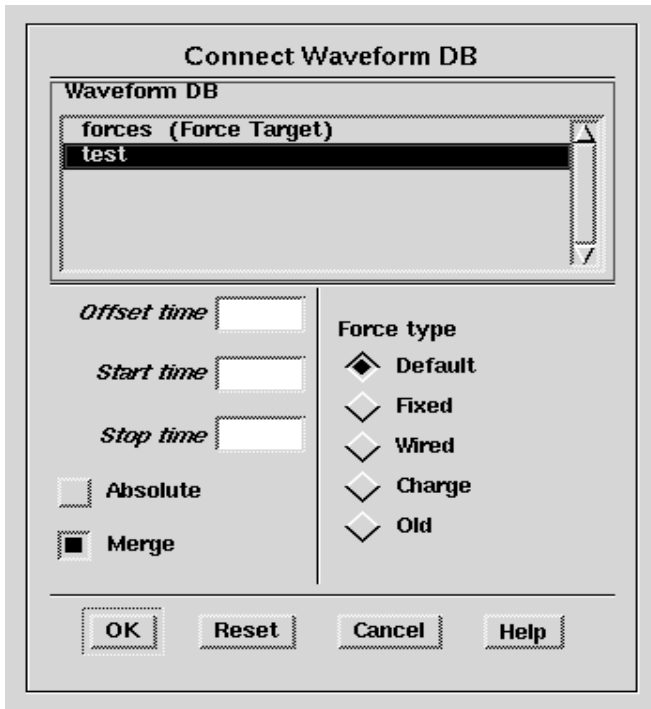 Connect Waveform DB
Waveform DB
forces (Force Target)
test
Offset time
Start time
Stop time
Absolute
Merge
Force type
Default
Fixed
Wired
Charge
Old
OK Reset Cancel Help